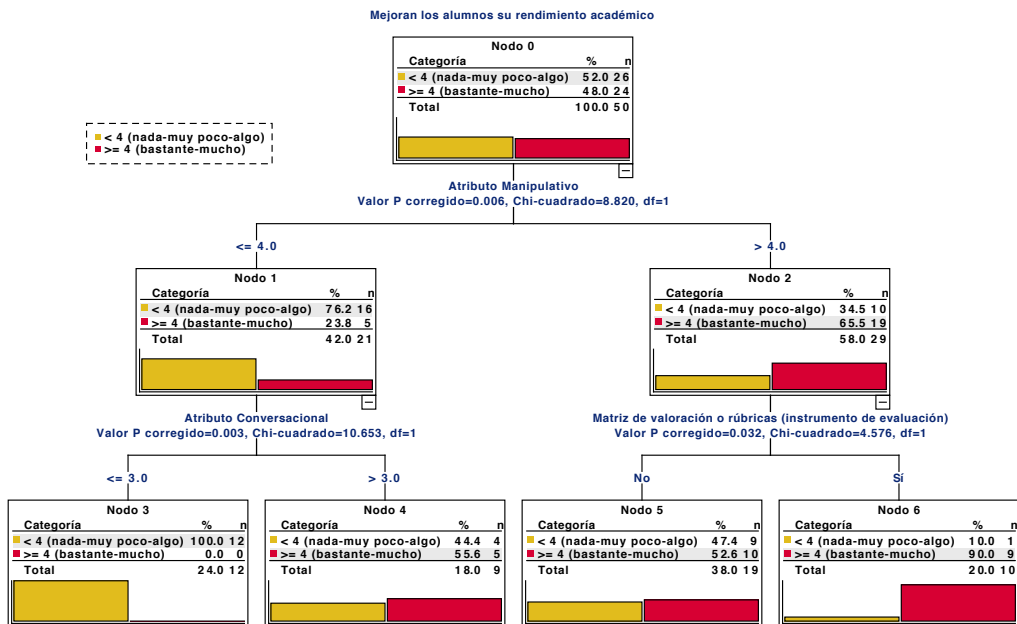 Mejoran los alumnos su rendimiento académico
Nodo 0
Categoría % n
< 4 (nada-muy poco-algo) 52.0 26
>= 4 (bastante-mucho) 48.0 24
Total 100.0 50
< 4 (nada-muy poco-algo)
>= 4 (bastante-mucho)
Atributo Manipulativo
Valor P corregido=0.006, Chi-cuadrado=8.820, df=1
<= 4.0
> 4.0
Nodo 1
Categoría % n
< 4 (nada-muy poco-algo) 76.2 16
>= 4 (bastante-mucho) 23.8 5
Total 42.0 21
Nodo 2
Categoría % n
< 4 (nada-muy poco-algo) 34.5 10
>= 4 (bastante-mucho) 65.5 19
Total 58.0 29
Atributo Conversacional
Valor P corregido=0.003, Chi-cuadrado=10.653, df=1
Matriz de valoración o rúbricas (instrumento de evaluación)
Valor P corregido=0.032, Chi-cuadrado=4.576, df=1
<= 3.0
> 3.0
No
Sí
Nodo 3
Categoría % n
< 4 (nada-muy poco-algo) 100.0 12
>= 4 (bastante-mucho) 0.0 0
Total 24.0 12
Nodo 4
Categoría % n
< 4 (nada-muy poco-algo) 44.4 4
>= 4 (bastante-mucho) 55.6 5
Total 18.0 9
Nodo 5
Categoría % n
< 4 (nada-muy poco-algo) 47.4 9
>= 4 (bastante-mucho) 52.6 10
Total 38.0 19
Nodo 6
Categoría % n
< 4 (nada-muy poco-algo) 10.0 1
>= 4 (bastante-mucho) 90.0 9
Total 20.0 10